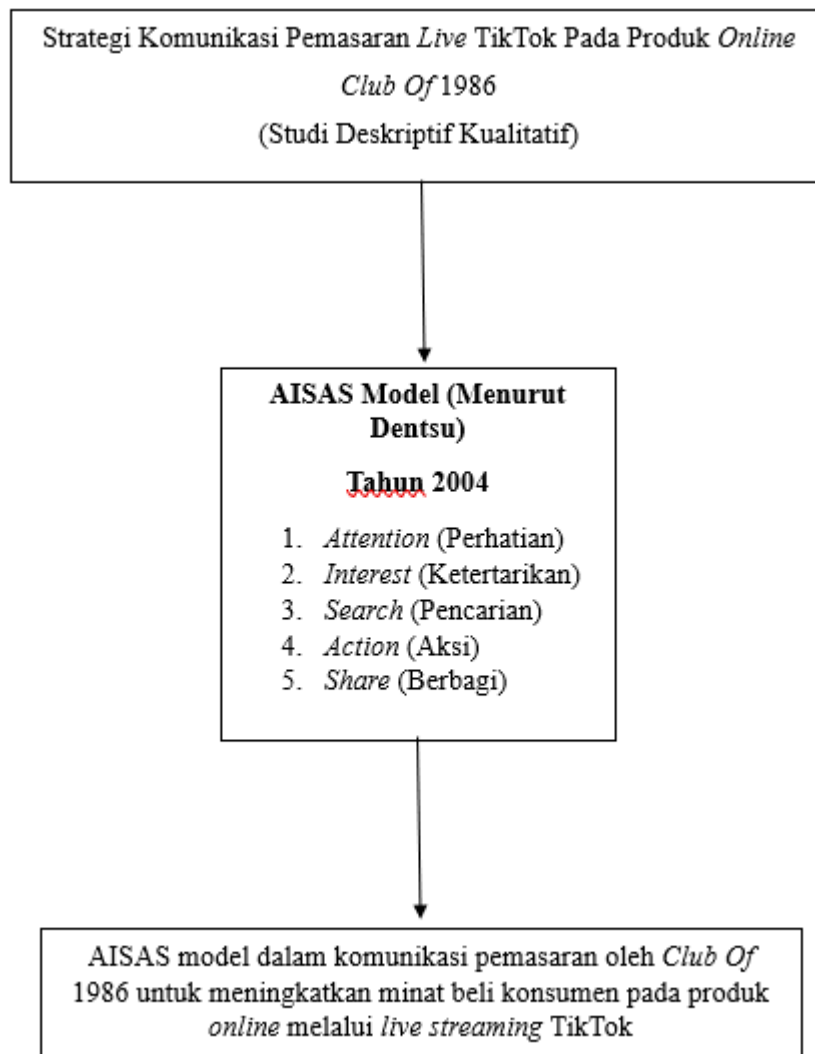 Strategi Komunikasi Pemasaran Live TikTok Pada Produk Online
Club Of 1986
(Studi Deskriptif Kualitatif)
AISAS Model (Menurut
Dentsu)
Tahun 2004
1. Attention (Perhatian)
2. Interest (Ketertarikan)
3. Search (Pencarian)
4. Action (Aksi)
5. Share (Berbagi)
AISAS model dalam komunikasi pemasaran oleh Club Of
1986 untuk meningkatkan minat beli konsumen pada produk
online melalui live streaming TikTok